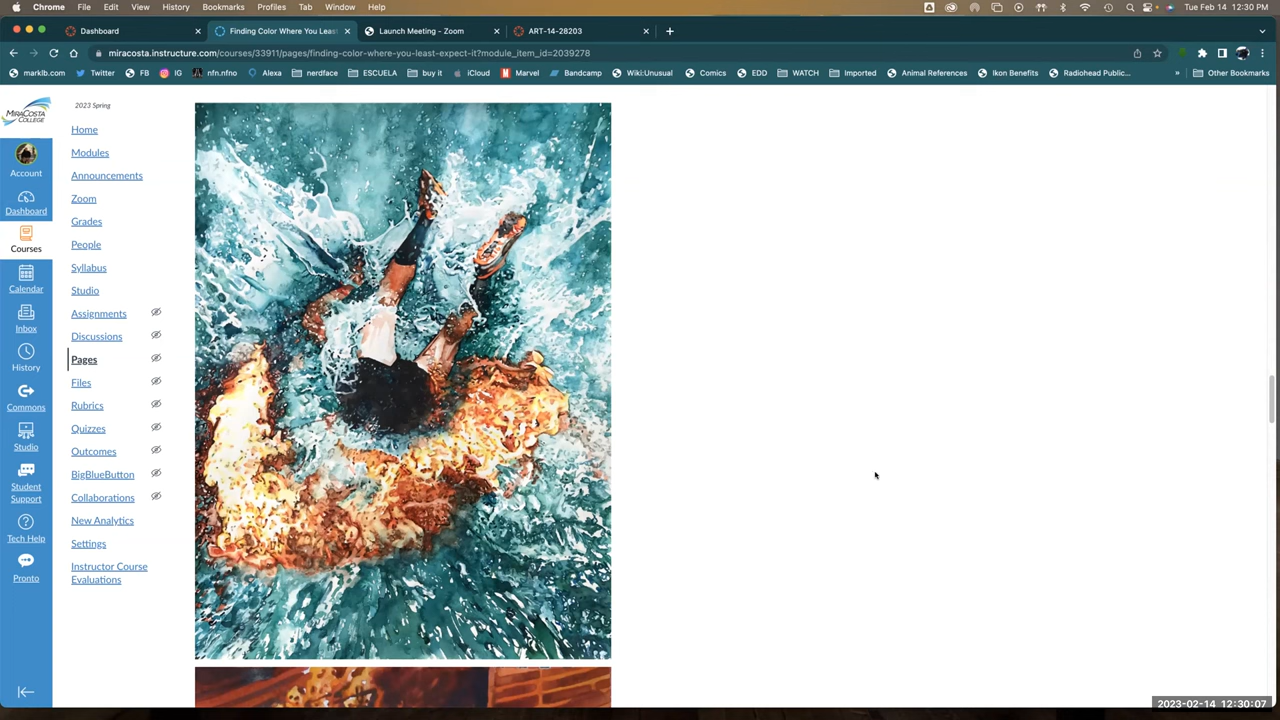 Chrome File Edit View History Bookmarks Profiles Tab Window Help Tue Feb 14 12:30 PM
Dashboard Finding Color Where You Leas Launch Meeting - Zoom ART-14-28203
miracosta.instructure.com/courses/33911/pages/finding-color-where-you-least-expect-it?module_item_id=2039278
marklb.com Twitter FB IG nfn.nfno Alexa nerdface ESCUELA buy it iCloud Marvel Bandcamp Wiki:Unusual Comics EDD WATCH Imported Animal References Ikon Benefits Radiohead Public... » Other Bookmarks
MIRACOSTA
COLLEGE
Account
Dashboard
Courses
Calendar
Inbox
History
Commons
Studio
Student
Support
Tech Help
Pronto
2023 Spring
Home
Modules
Announcements
Zoom
Grades
People
Syllabus
Studio
Assignments
Discussions
Pages
Files
Rubrics
Quizzes
Outcomes
BigBlueButton
Collaborations
New Analytics
Settings
Instructor Course
Evaluations
2023-02-14 12:30:07